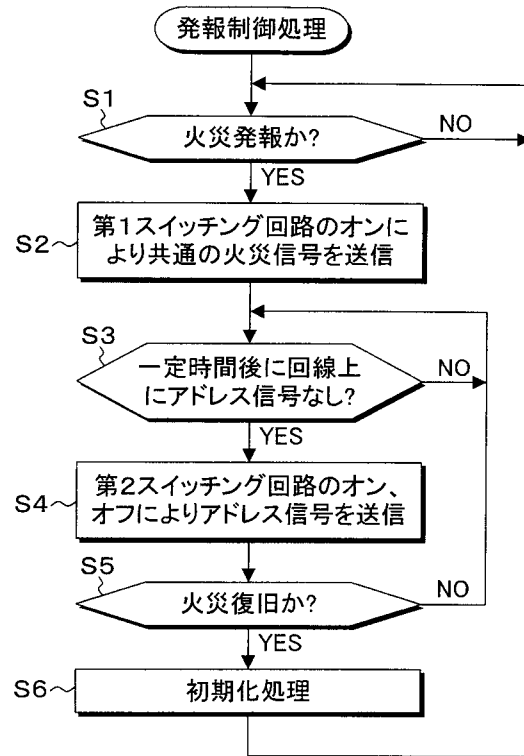 発報制御処理
S1
火災発報か?
NO
YES
S2
第1スイッチング回路のオンに
より共通の火災信号を送信
S3
一定時間後に回線上
にアドレス信号なし?
NO
YES
S4
第2スイッチング回路のオン、
オフによりアドレス信号を送信
S5
火災復旧か?
NO
YES
S6
初期化処理